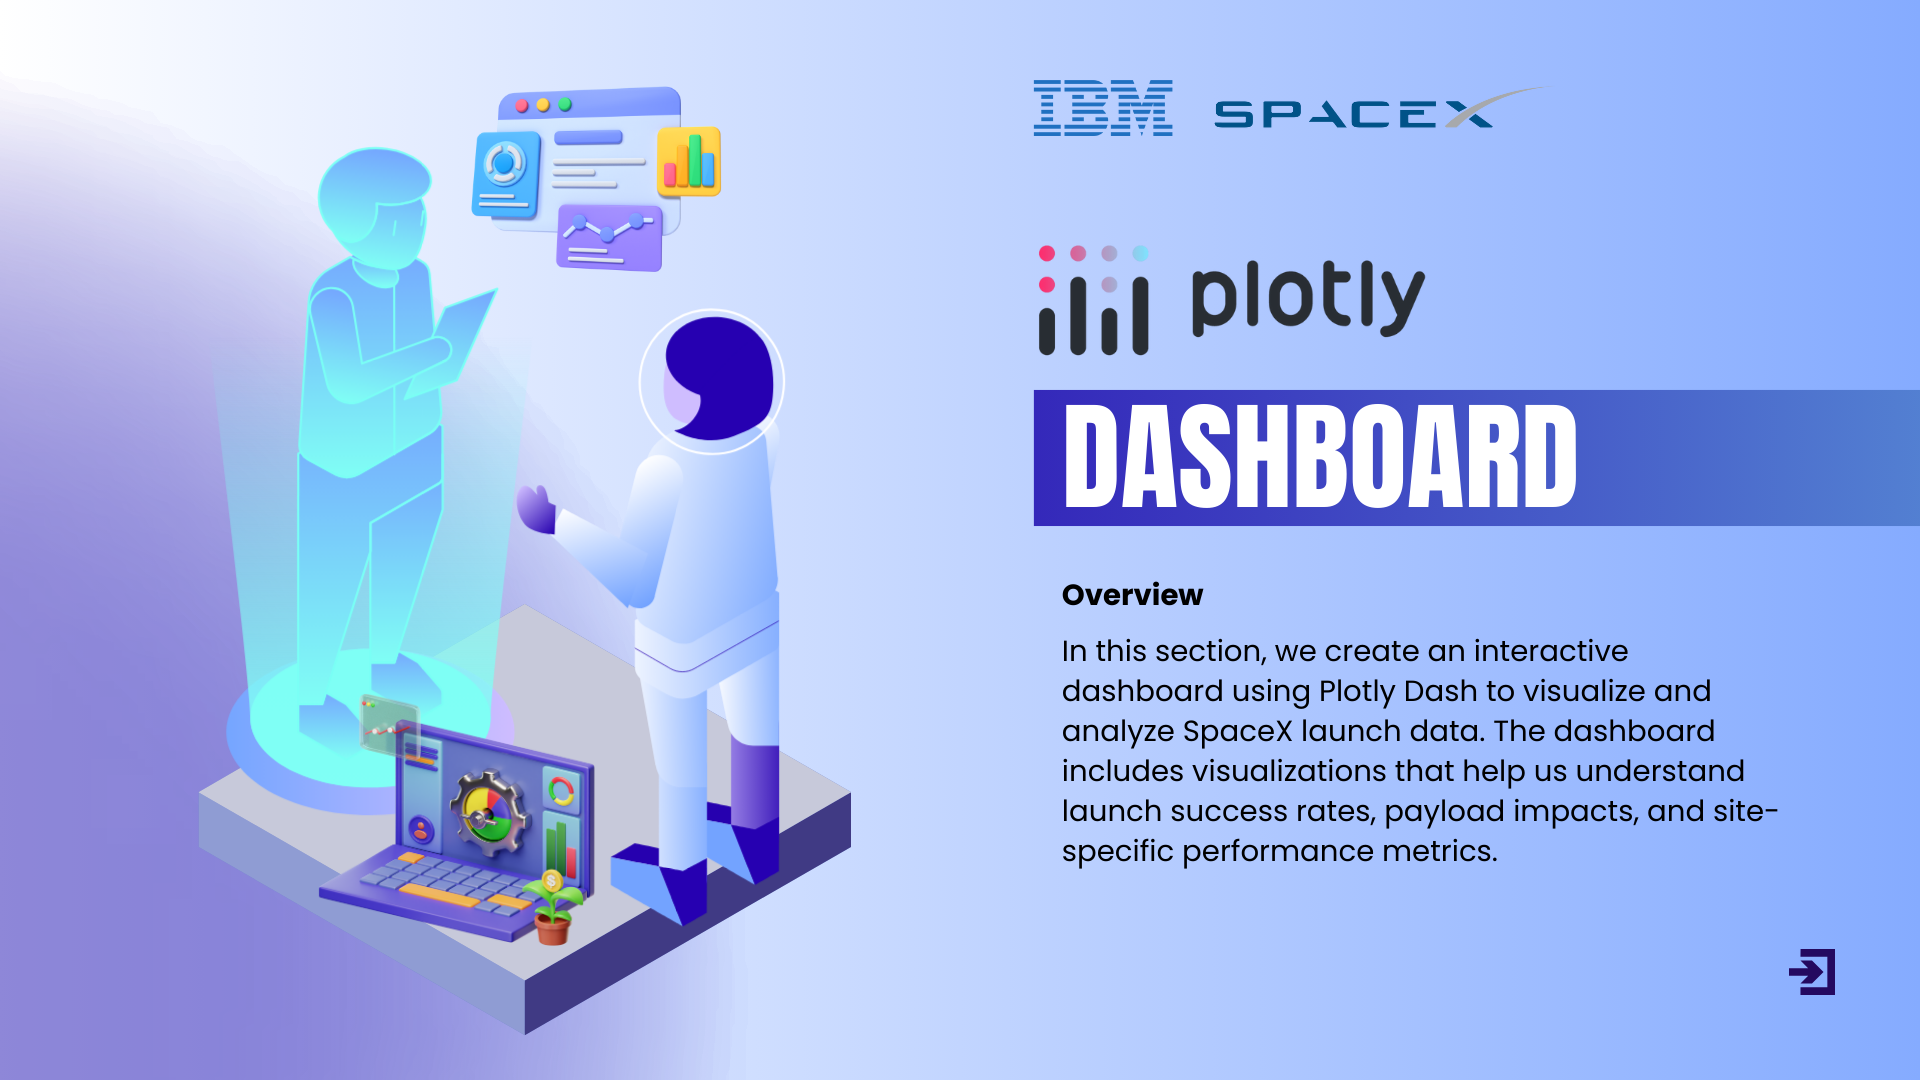 IBM SPACEX
plotly
DASHBOARD
Overview
In this section, we create an interactive
dashboard using Plotly Dash to visualize and
analyze SpaceX launch data. The dashboard
includes visualizations that help us understand
launch success rates, payload impacts, and site-
specific performance metrics.
$